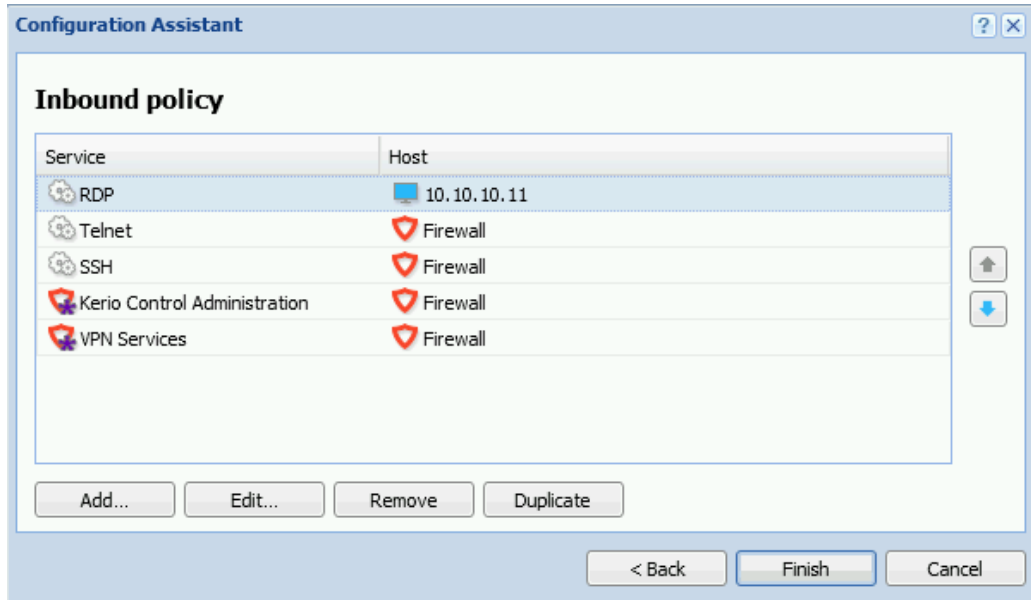 Configuration Assistant
?
Inbound policy
Service Host
RDP 10.10.10.11
Telnet Firewall
SSH Firewall
Kerio Control Administration Firewall
VPN Services Firewall
Add... Edit... Remove Duplicate
< Back Finish Cancel